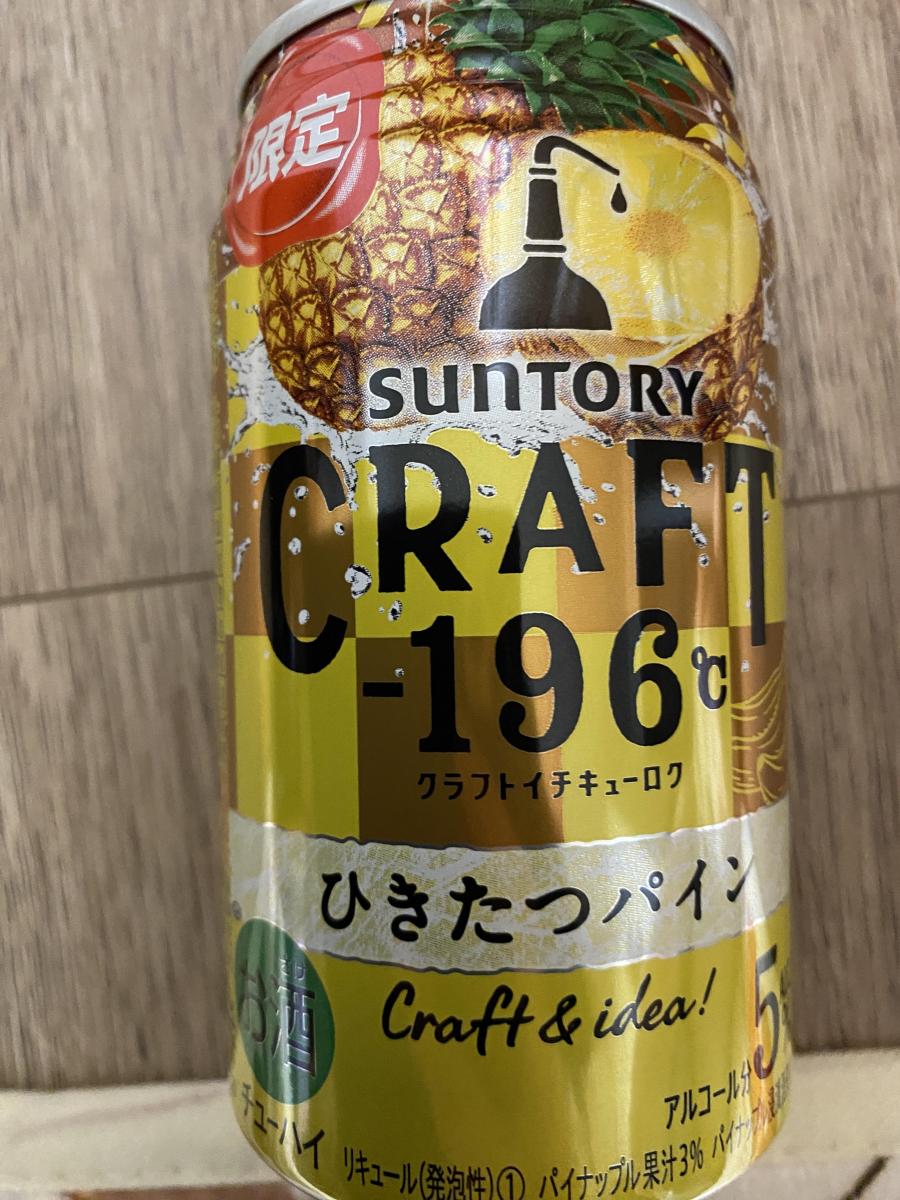 限定
SUNTORY
CRAFT
-196℃
クラフトイチキューロク
ひきたつパイン
お酒
Craft & idea!
アルコール分5%
チューハイ
リキュール(発泡性)① パイナップル果汁3%